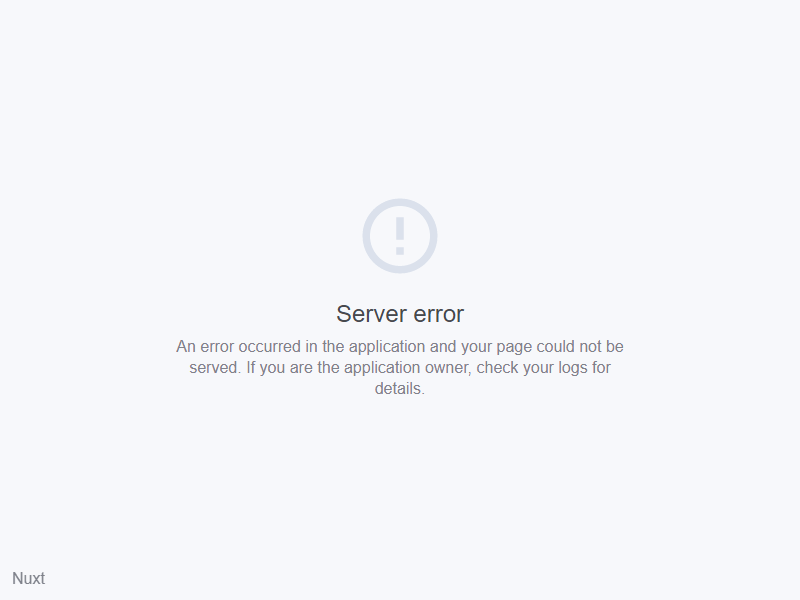 Server error
An error occurred in the application and your page could not be
served. If you are the application owner, check your logs for
details.
Nuxt